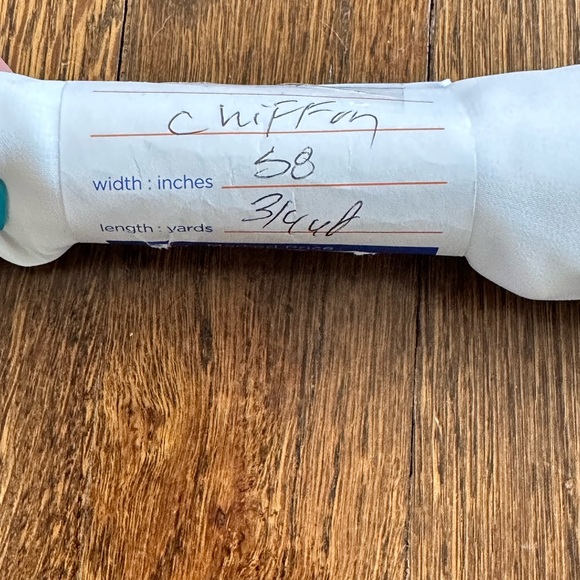 chiffon
width : inches 58
length : yards 3/4 yd